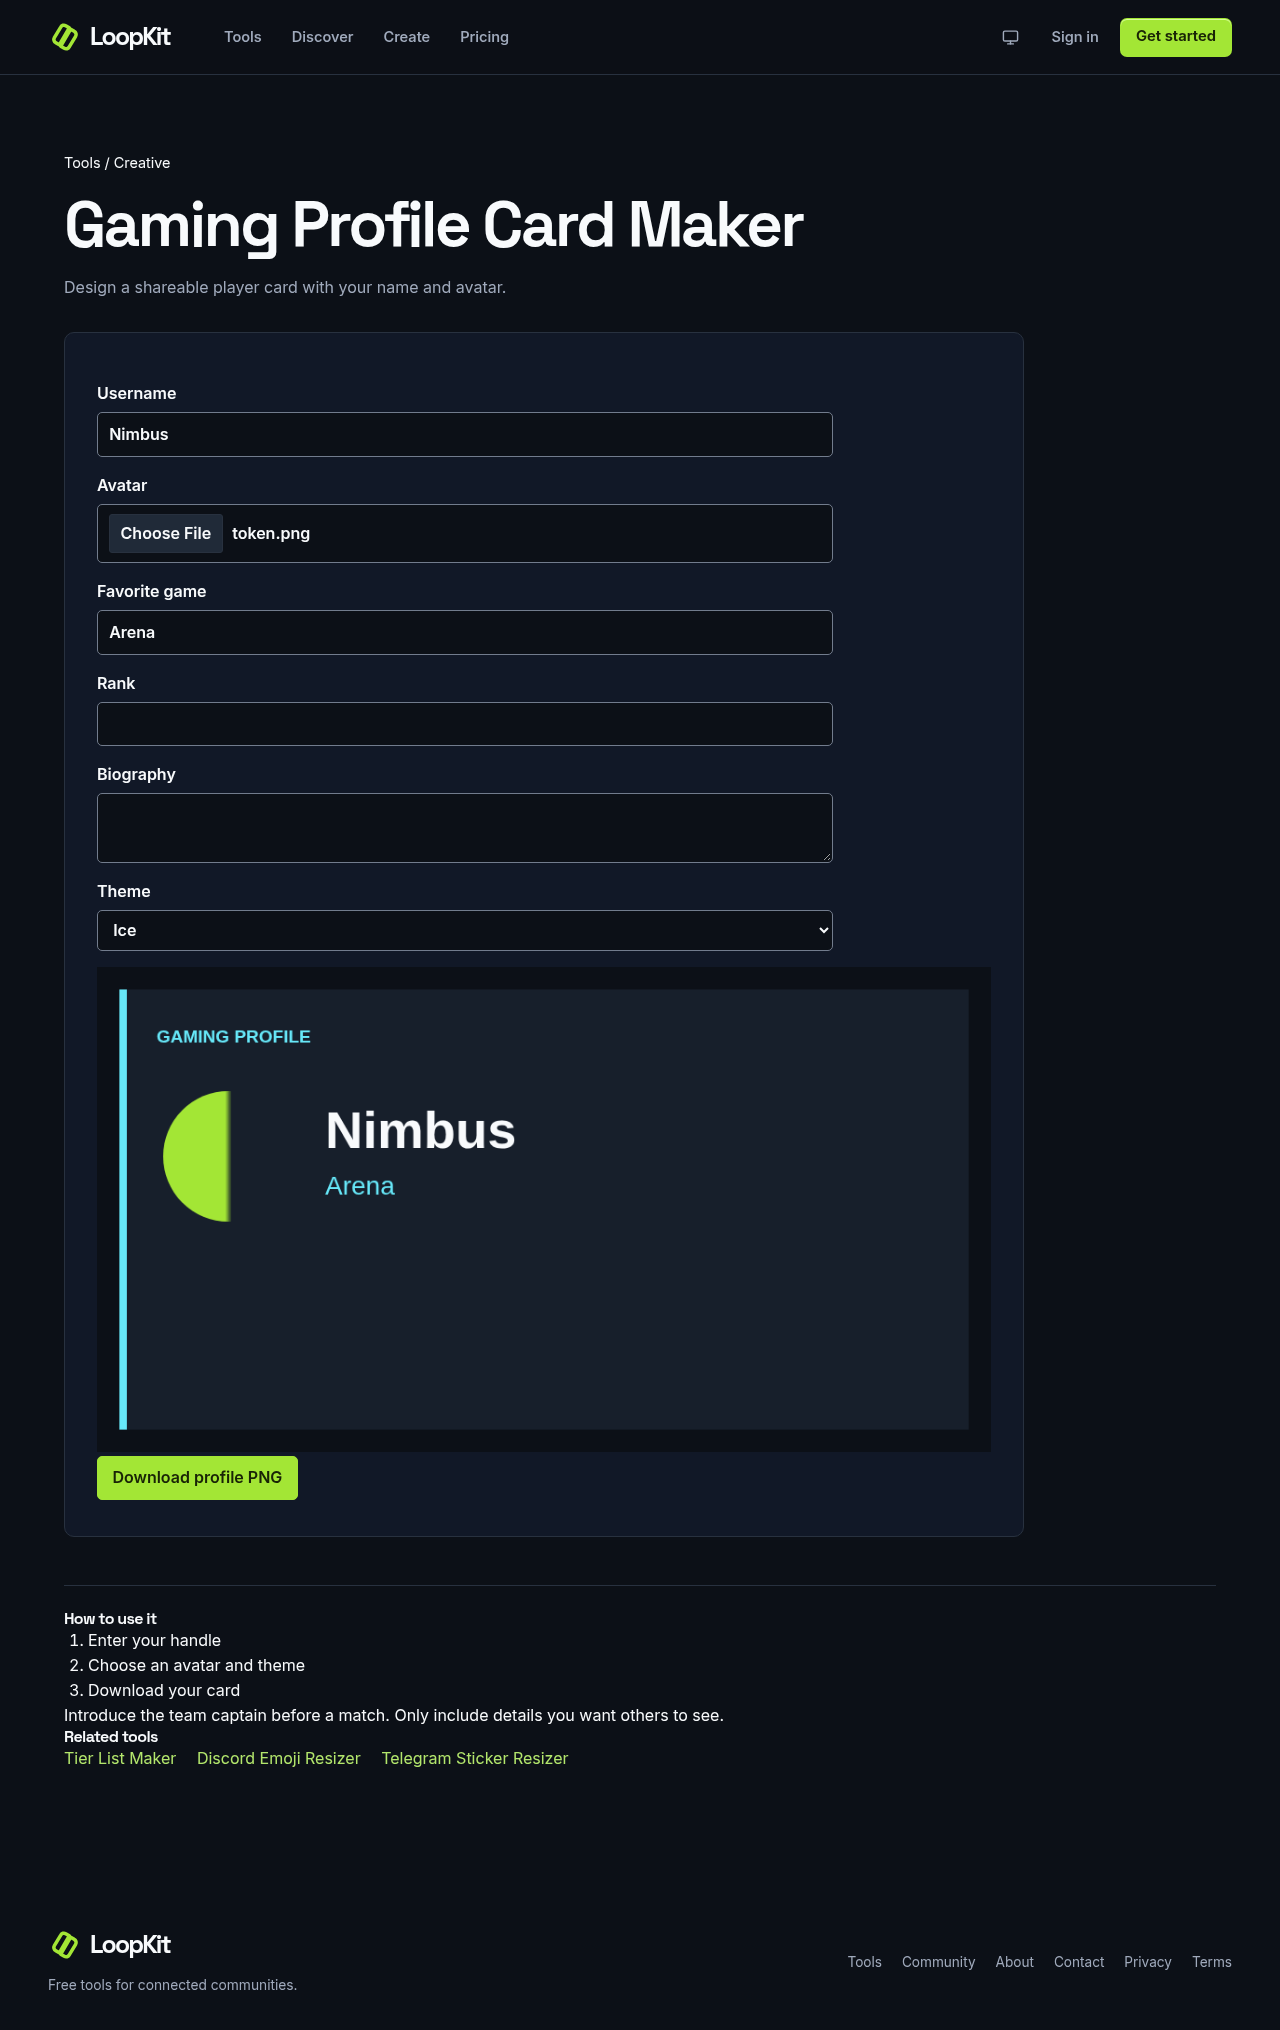 LoopKit
Tools Discover Create Pricing
Sign in Get started
Tools / Creative
Gaming Profile Card Maker
Design a shareable player card with your name and avatar.
Username
Nimbus
Avatar
Choose File token.png
Favorite game
Arena
Rank
Biography
Theme
Ice
GAMING PROFILE
Nimbus
Arena
Download profile PNG
How to use it
1. Enter your handle
2. Choose an avatar and theme
3. Download your card
Introduce the team captain before a match. Only include details you want others to see.
Related tools
Tier List Maker Discord Emoji Resizer Telegram Sticker Resizer
LoopKit
Free tools for connected communities.
Tools Community About Contact Privacy Terms